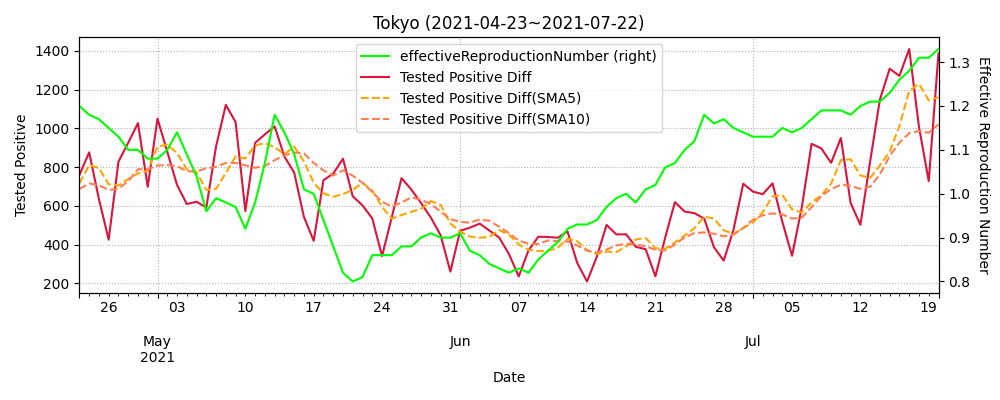 Tokyo (2021-04-23~2021-07-22)
effectiveReproductionNumber (right)
Tested Positive Diff
Tested Positive Diff(SMA5)
Tested Positive Diff(SMA10)
Tested Positive
1400
1200
1000
800
600
400
200
1.3
1.2
1.1
1.0
0.9
0.8
Effective Reproduction Number
26 03 10 17 24 31 07 14 21 28 05 12 19
May Jun Jul
2021
Date